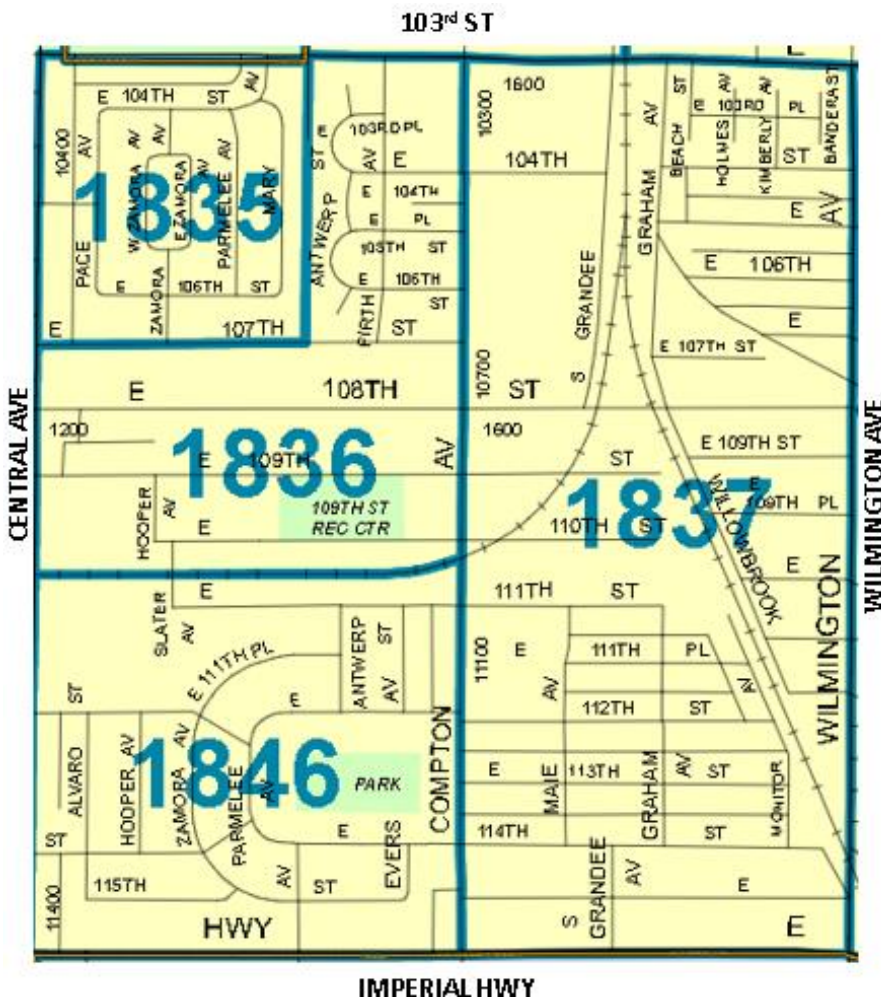 103rd ST
E
E 104TH ST
AV
1600
10300
E 103RD PL
ST
AV
AV
BANDERA ST
10400
AV
W ZAMORA AV
E ZAMORA AV
PARMELEE AV
MARY
ANTWERP ST
E 103RD PL
AV
E
104TH
ST
GRAHAM AV
BEACH ST
HOLMES AV
KIMBERLY AV
1835
E 104TH
E PL
105TH ST
E 106TH
ST
E
AV
PACE
E 106TH ST
ZAMORA
E 107TH
FIRTH
ST
S GRANDEE
E 106TH
E
E 107TH ST
10700
E 108TH ST
CENTRAL AVE
WILMINGTON AVE
1200
1836
AV
1600
E 109TH
ST
E 109TH ST
HOOPER AV
109TH ST
REC CTR
E
1837
110TH ST
WILLOWBROOK
E
109TH PL
E
E
111TH ST
SLATER AV
E 111TH PL
ANTWERP ST
11100
E 111TH PL
AV
WILMINGTON
ST
E
AV
COMPTON
AV
112TH ST
AV
1846
ALVARO
HOOPER AV
ZAMORA AV
PARMELEE AV
PARK
E 113TH ST
MAIE
GRAHAM AV
MONITOR
ST
E
EVERS
114TH ST
11400
115TH
AV
ST
S GRANDEE AV
E
HWY
E
IMPERIAL HWY